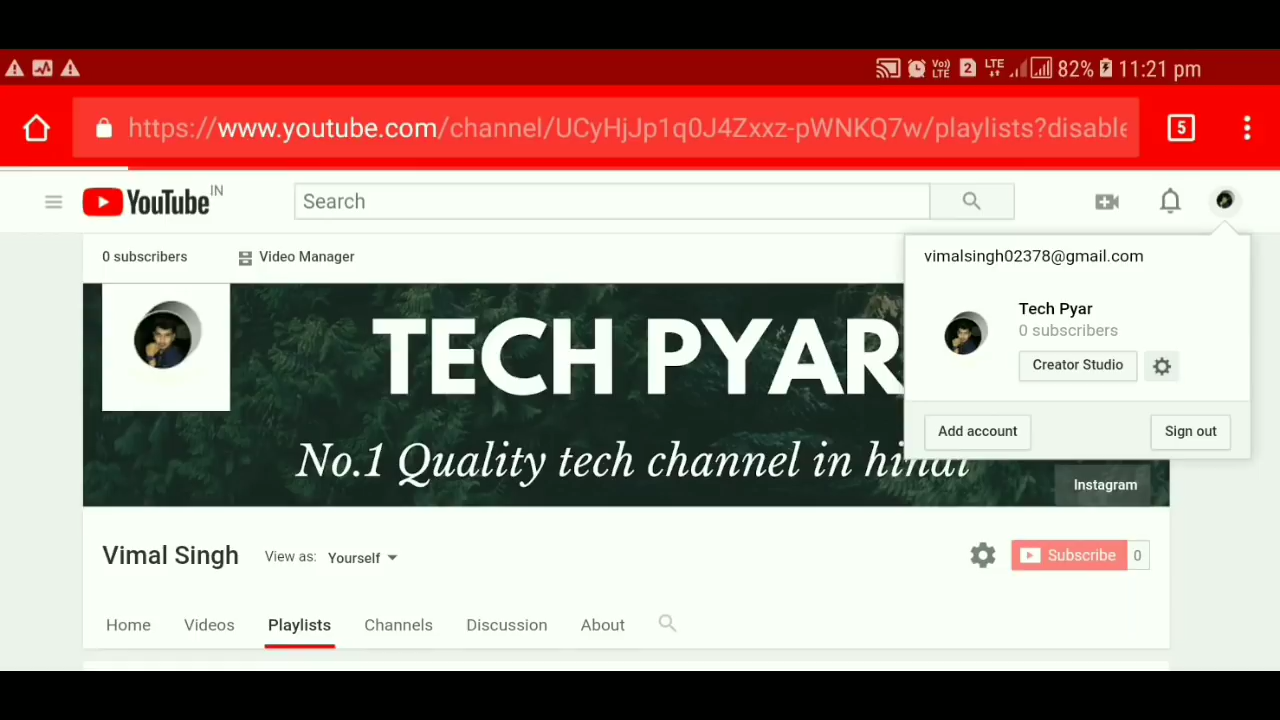 82% 11:21 pm
https://www.youtube.com/channel/UCyHjJp1q0J4Zxxz-pWNKQ7w/playlists?disable
5
YouTube IN
Search
0 subscribers
Video Manager
vimalsingh02378@gmail.com
Tech Pyar
0 subscribers
Creator Studio
Add account
Sign out
TECH PYAR
No.1 Quality tech channel in hindi
Instagram
Vimal Singh
View as: Yourself
Subscribe 0
Home Videos Playlists Channels Discussion About